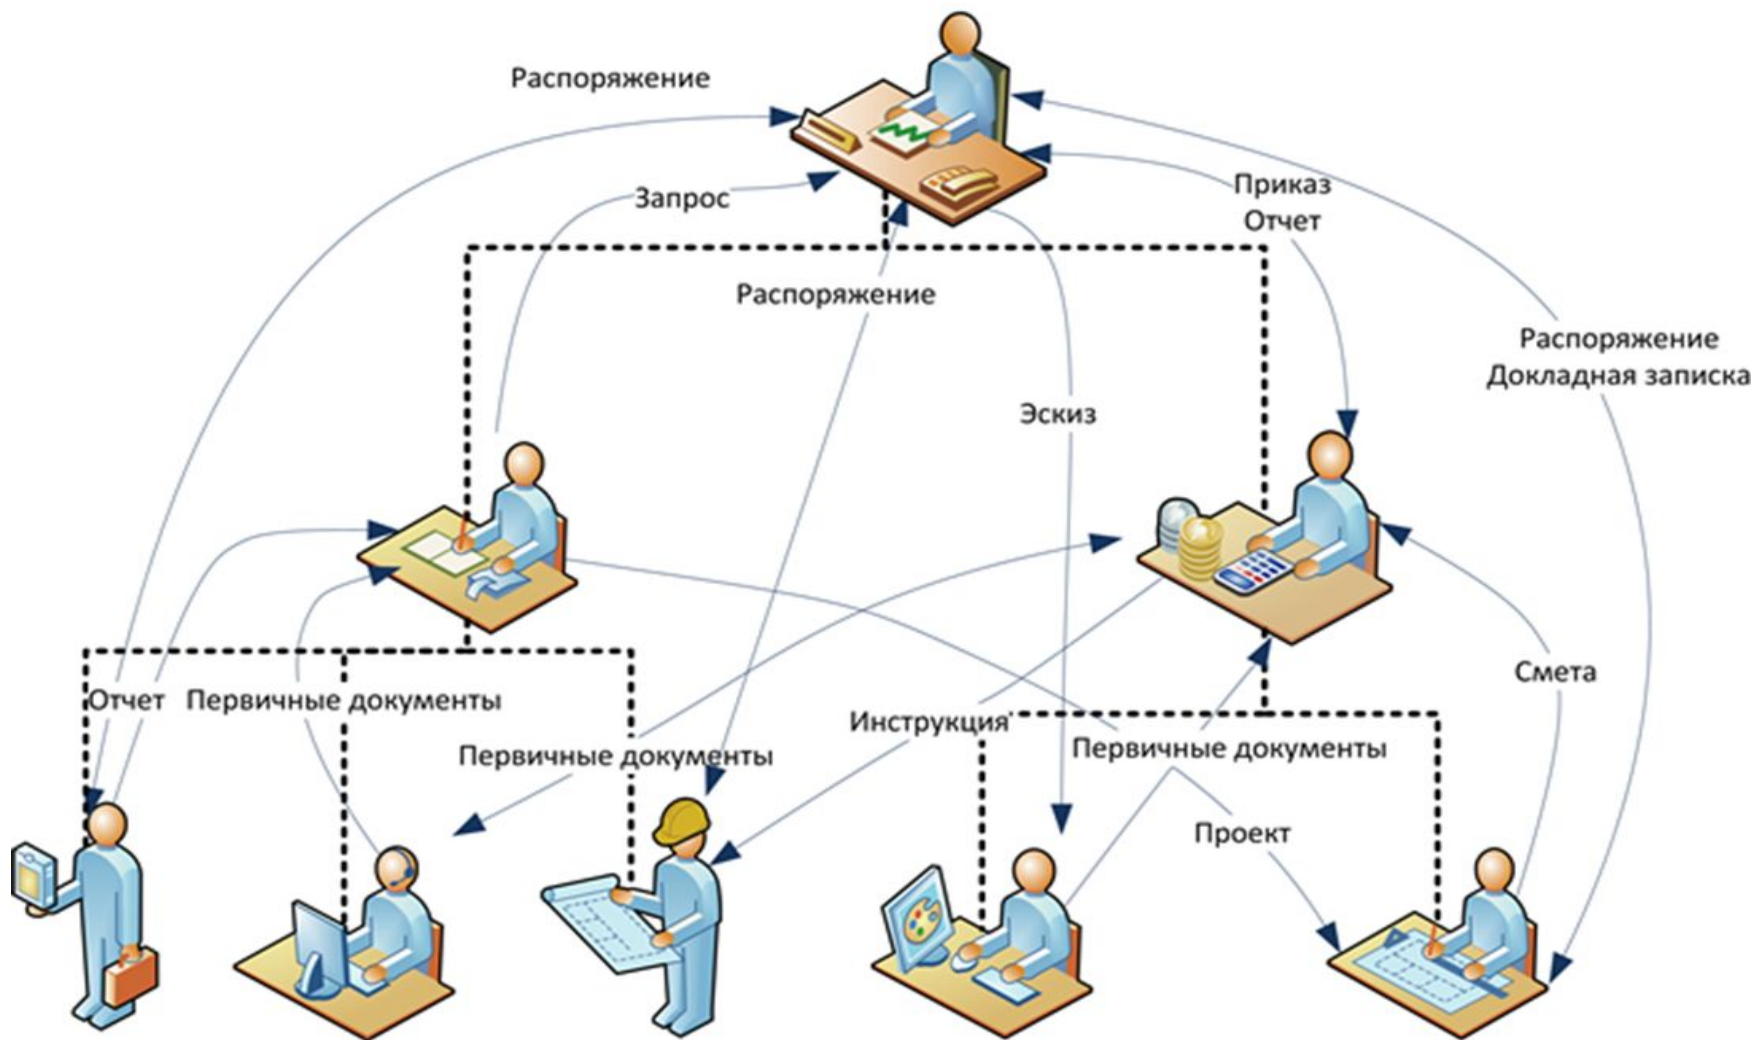 Распоряжение
Запрос
Приказ
Отчет
Распоряжение
Распоряжение
Докладная записка
Эскиз
Смета
Отчет
Первичные документы
Инструкция
Первичные документы
Первичные документы
Проект